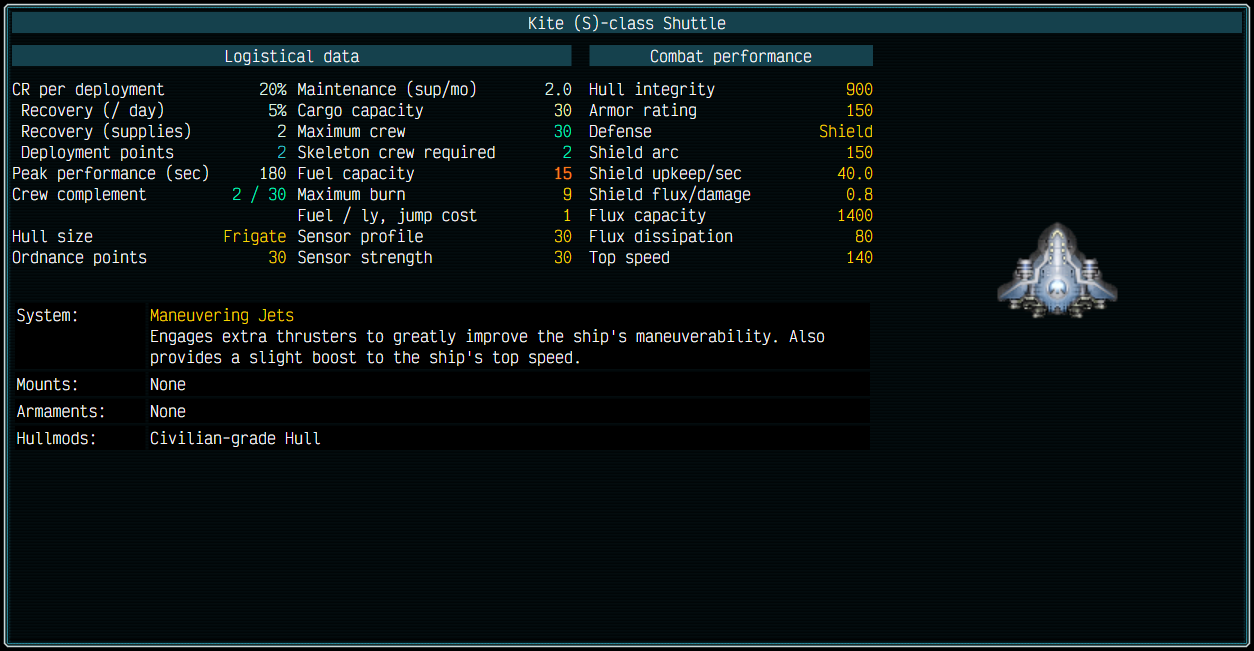 Kite (S)-class Shuttle
Logistical data
CR per deployment 20% Maintenance (sup/mo) 2.0
Recovery (/ day) 5% Cargo capacity 30
Recovery (supplies) 2 Maximum crew 30
Deployment points 2 Skeleton crew required 2
Peak performance (sec) 180 Fuel capacity 15
Crew complement 2 / 30 Maximum burn 9
Fuel / ly, jump cost 1
Hull size Frigate Sensor profile 30
Ordnance points 30 Sensor strength 30
Combat performance
Hull integrity 900
Armor rating 150
Defense Shield
Shield arc 150
Shield upkeep/sec 40.0
Shield flux/damage 0.8
Flux capacity 1400
Flux dissipation 80
Top speed 140
System: Maneuvering Jets
Engages extra thrusters to greatly improve the ship's maneuverability. Also
provides a slight boost to the ship's top speed.
Mounts: None
Armaments: None
Hullmods: Civilian-grade Hull